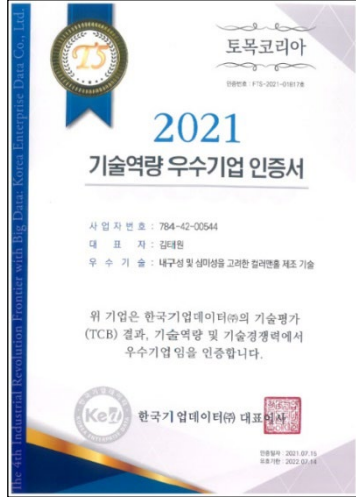 The 4th Industrial Revolution Frontier with Big Data: Korea Enterprise Data Co., Ltd.
T5
토목코리아
인증번호 : FTS-2021-01617호
2021
기술역량 우수기업 인증서
사 업 자 번 호 : 784-42-00544
대 표 자 : 김태원
우 수 기 술 : 내구성 및 심미성을 고려한 컬러맨홀 제조 기술
위 기업은 한국기업데이터㈜의 기술평가
(TCB) 결과, 기술역량 및 기술경쟁력에서
우수기업임을 인증합니다.
한국기업데이터㈜ 대표이사
인증일자 : 2021.07.15
유효기한 : 2022.07.14